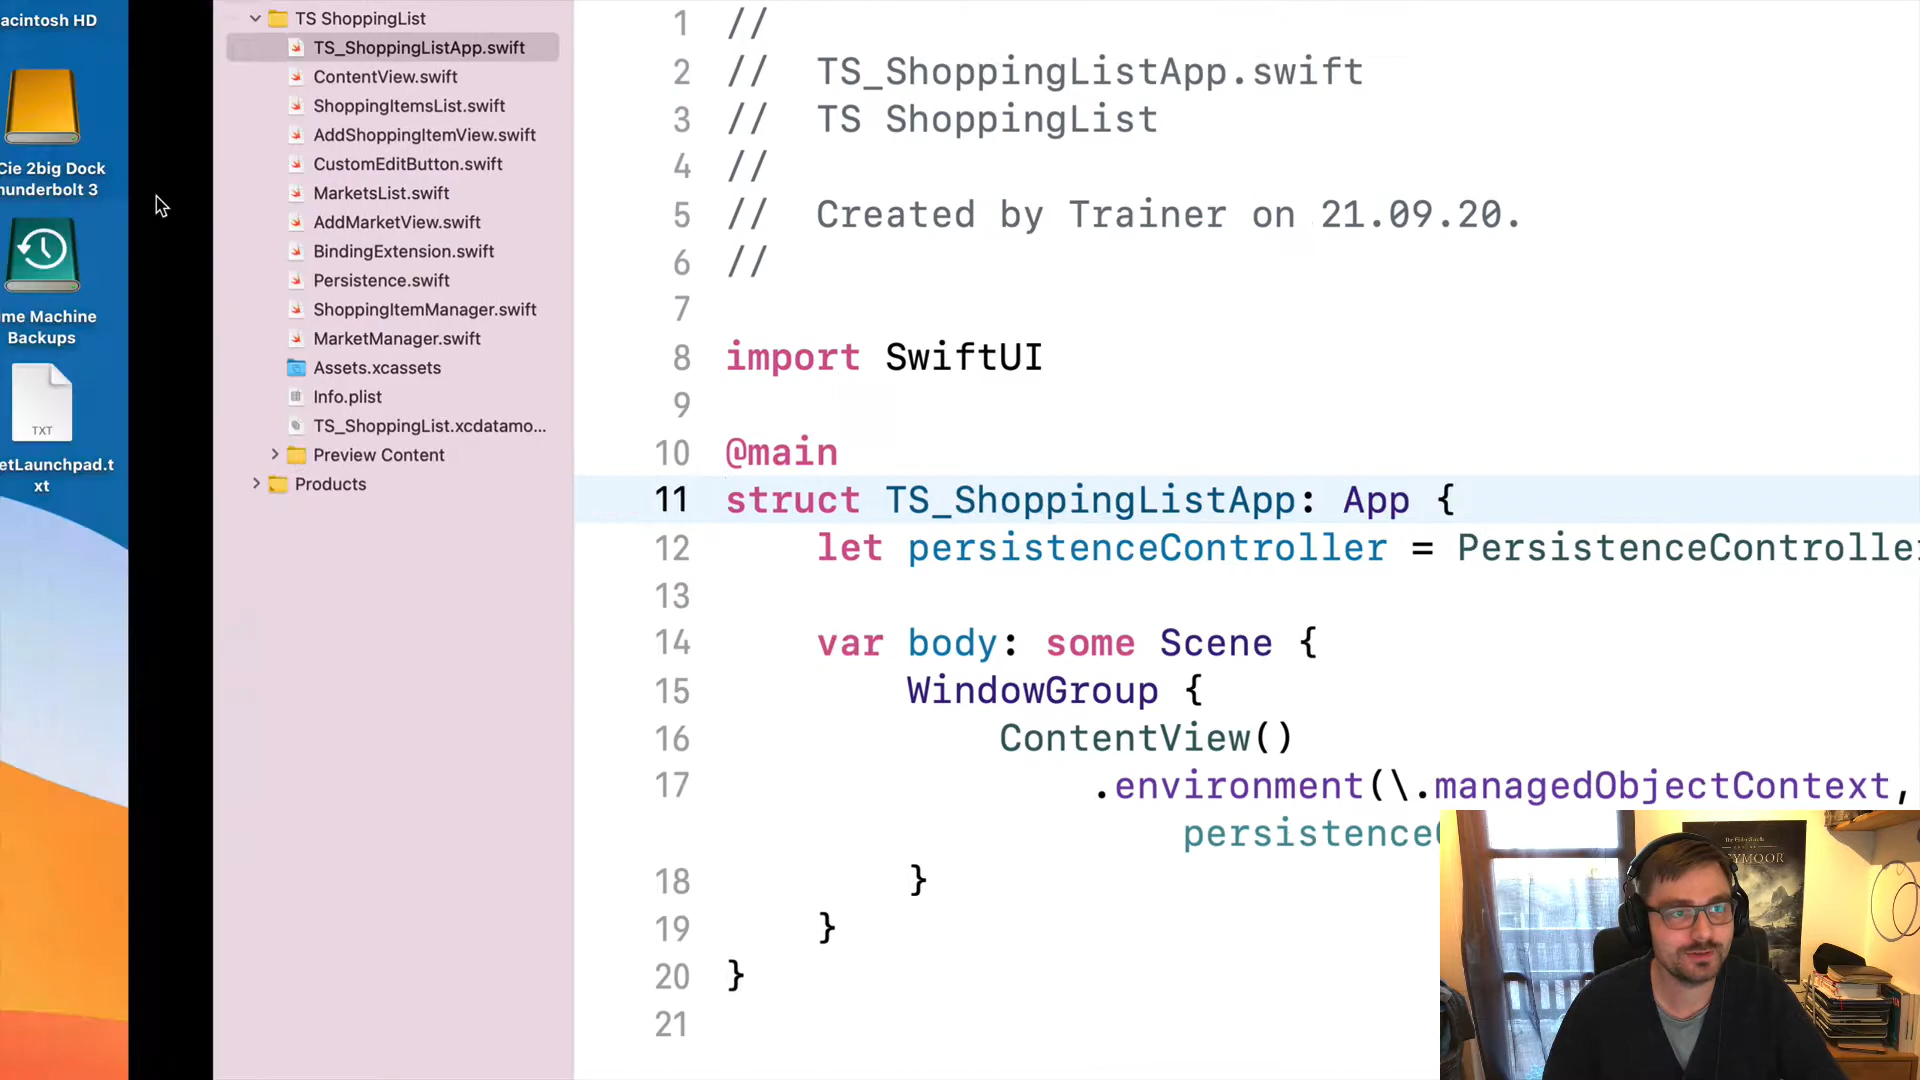 acintosh HD
Cie 2big Dock
hunderbolt 3
me Machine
Backups
TXT
etLaunchpad.t
xt
TS ShoppingList
TS_ShoppingListApp.swift
ContentView.swift
ShoppingItemsList.swift
AddShoppingItemView.swift
CustomEditButton.swift
MarketsList.swift
AddMarketView.swift
BindingExtension.swift
Persistence.swift
ShoppingItemManager.swift
MarketManager.swift
Assets.xcassets
Info.plist
TS_ShoppingList.xcdatamo...
Preview Content
Products
1 //
2 //  TS_ShoppingListApp.swift
3 //  TS ShoppingList
4 //
5 //  Created by Trainer on 21.09.20.
6 //
7
8 import SwiftUI
9
10 @main
11 struct TS_ShoppingListApp: App {
12     let persistenceController = PersistenceController
13
14     var body: some Scene {
15         WindowGroup {
16             ContentView()
17                 .environment(\.managedObjectContext,
persistence
18         }
19     }
20 }
21
The Elder Scrolls